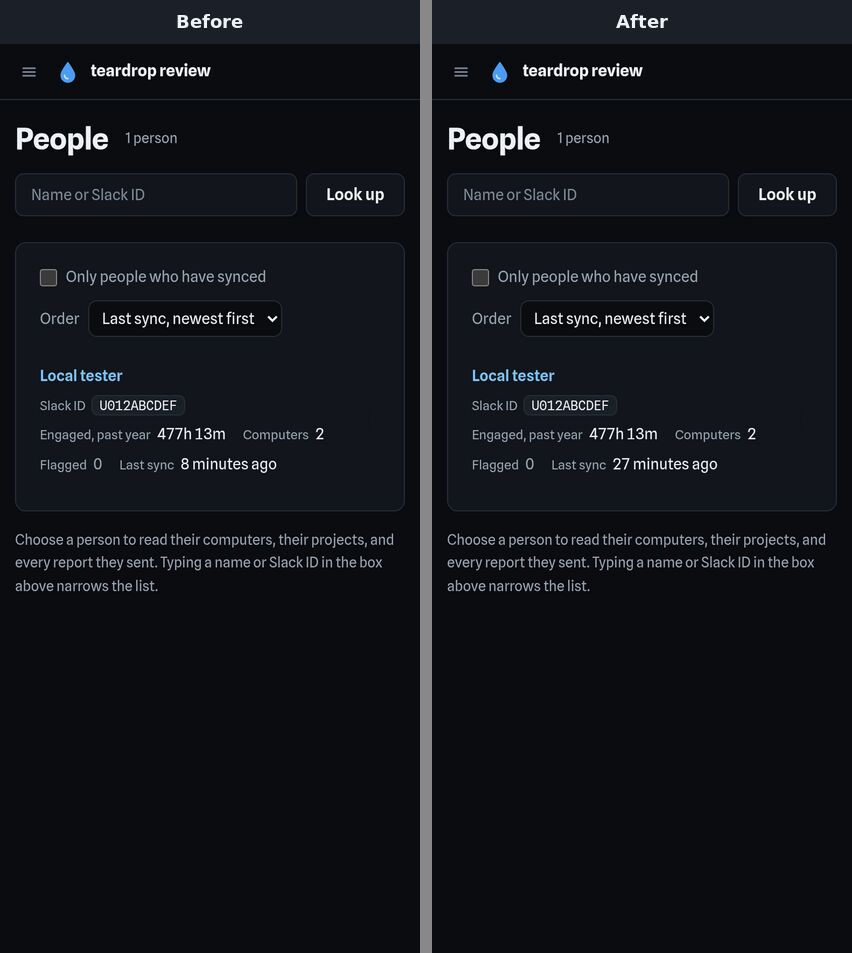 Before
teardrop review
People 1 person
Name or Slack ID Look up
Only people who have synced
Order Last sync, newest first
Local tester
Slack ID U012ABCDEF
Engaged, past year 477h 13m Computers 2
Flagged 0 Last sync 8 minutes ago
Choose a person to read their computers, their projects, and
every report they sent. Typing a name or Slack ID in the box
above narrows the list.
After
teardrop review
People 1 person
Name or Slack ID Look up
Only people who have synced
Order Last sync, newest first
Local tester
Slack ID U012ABCDEF
Engaged, past year 477h 13m Computers 2
Flagged 0 Last sync 27 minutes ago
Choose a person to read their computers, their projects, and
every report they sent. Typing a name or Slack ID in the box
above narrows the list.